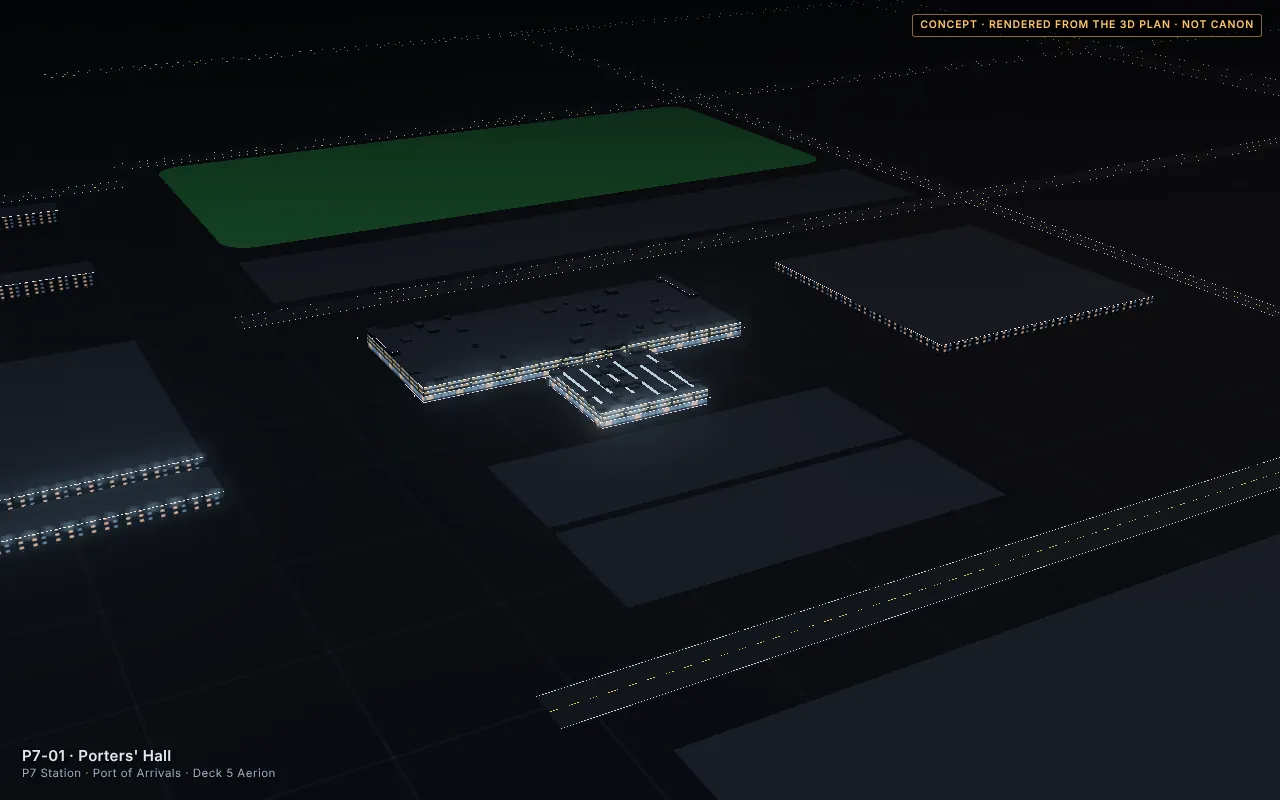 CONCEPT · RENDERED FROM THE 3D PLAN · NOT CANON
P7-01 · Porters' Hall
P7 Station · Port of Arrivals · Deck 5 Aerion